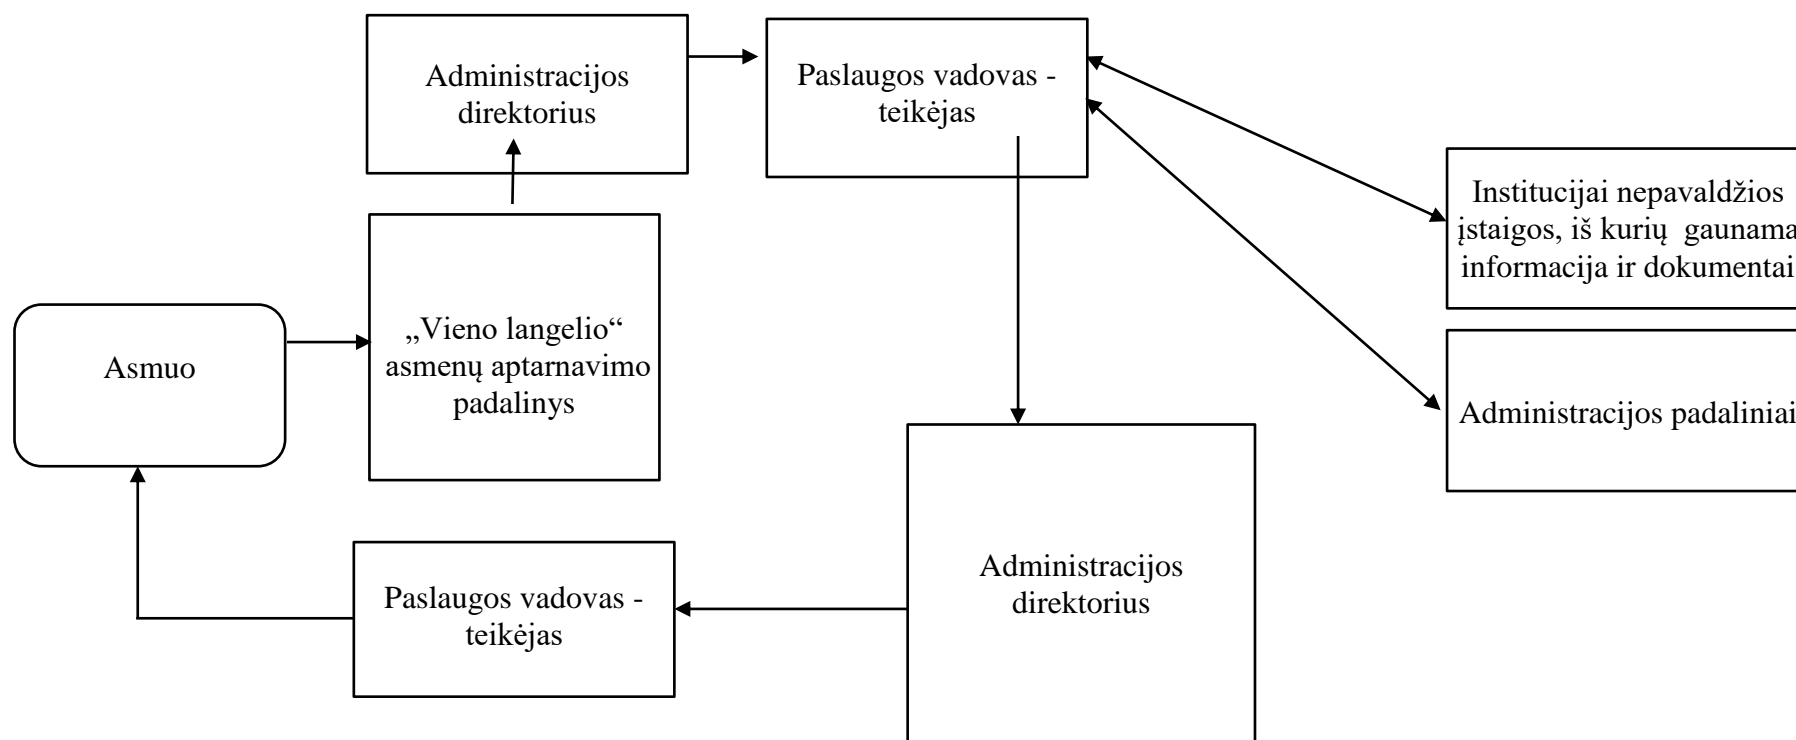 Administracijos
direktorius
Paslaugos vadovas -
teikėjas
Institucijai nepavaldžios
įstaigos, iš kurių  gaunama
informacija ir dokumentai
Asmuo
„Vieno langelio“
asmenų aptarnavimo
padalinys
Administracijos padaliniai
Paslaugos vadovas -
teikėjas
Administracijos
direktorius